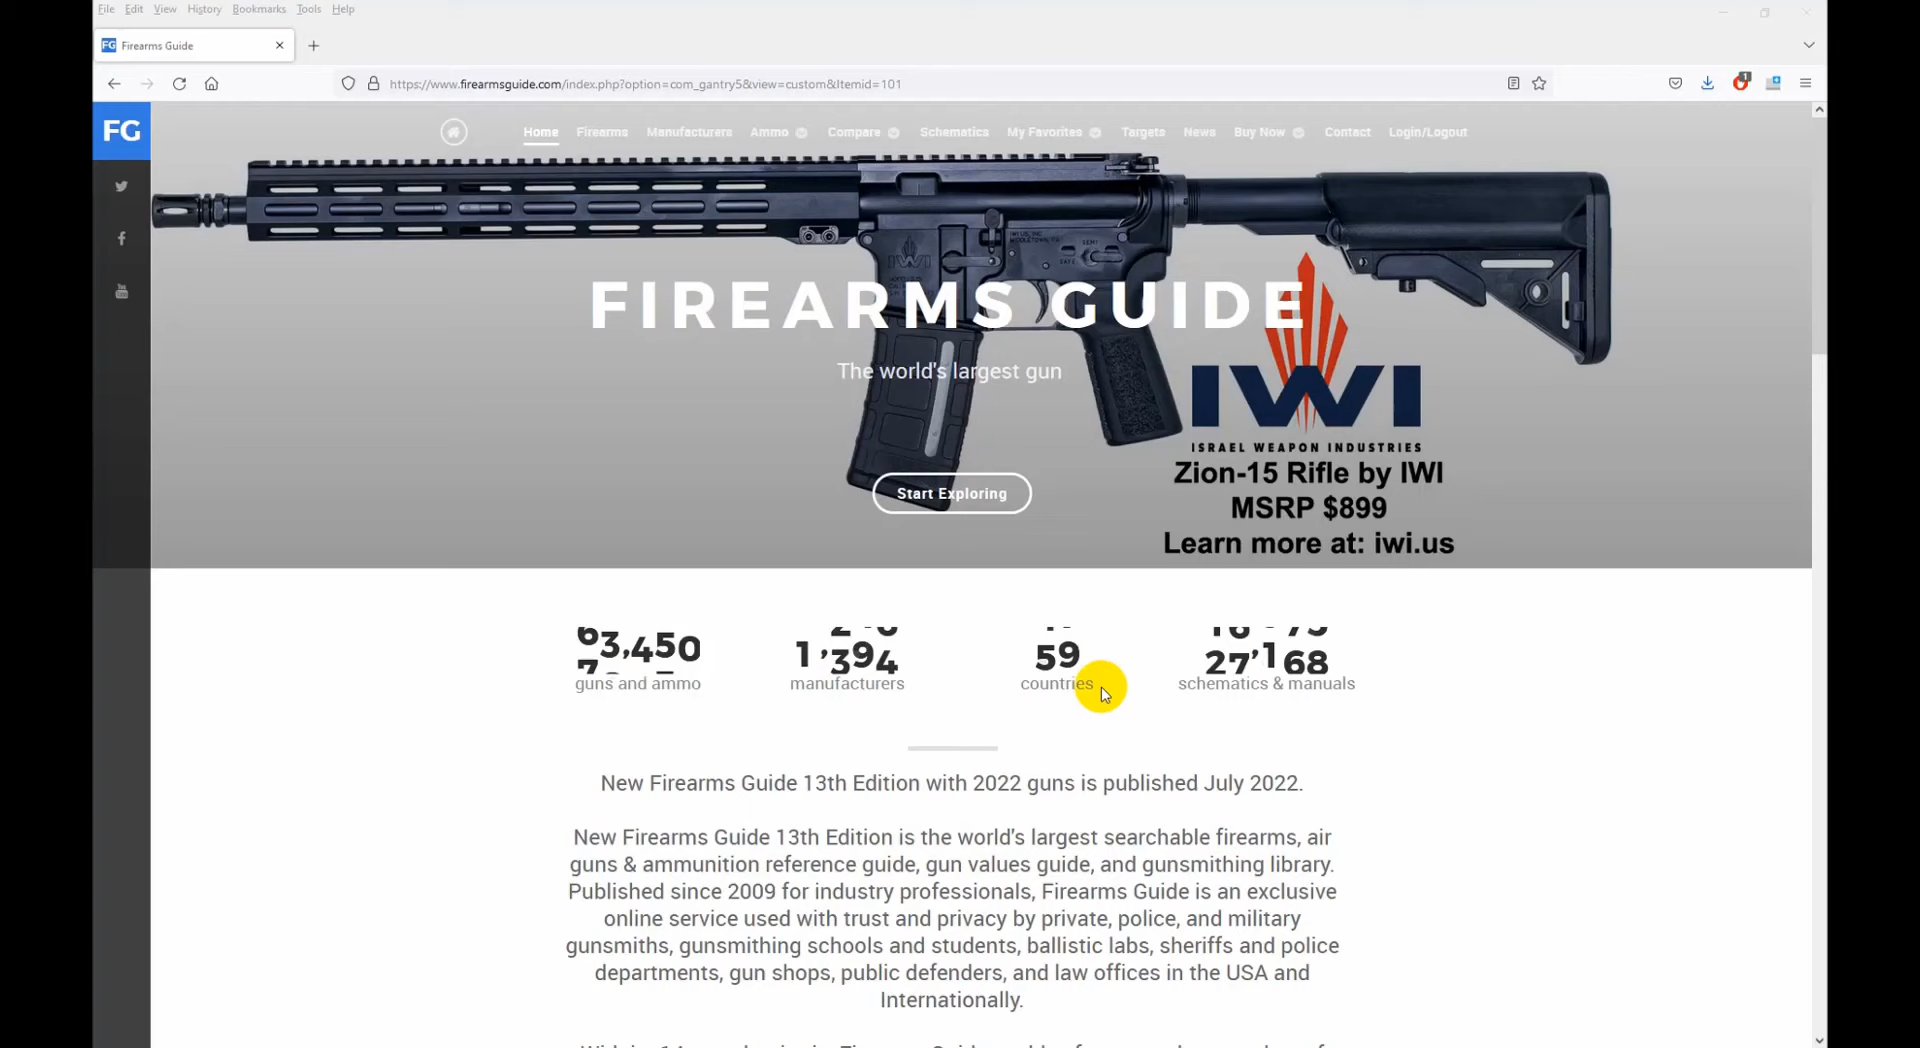 File Edit View History Bookmarks Tools Help
FG Firearms Guide
https://www.firearmsguide.com/index.php?option=com_gantry5&view=custom&Itemid=101
1
FG
Home Firearms Manufacturers Ammo Compare Schematics My Favorites Targets News Buy Now Contact Login/Logout
IWI
SAFE SEMI
FIREARMS GUIDE
The world's largest gun
IWI
ISRAEL WEAPON INDUSTRIES
Zion-15 Rifle by IWI
MSRP $899
Learn more at: iwi.us
Start Exploring
guns and ammo manufacturers countries schematics & manuals
New Firearms Guide 13th Edition with 2022 guns is published July 2022.
New Firearms Guide 13th Edition is the world's largest searchable firearms, air
guns & ammunition reference guide, gun values guide, and gunsmithing library.
Published since 2009 for industry professionals, Firearms Guide is an exclusive
online service used with trust and privacy by private, police, and military
gunsmiths, gunsmithing schools and students, ballistic labs, sheriffs and police
departments, gun shops, public defenders, and law offices in the USA and
Internationally.